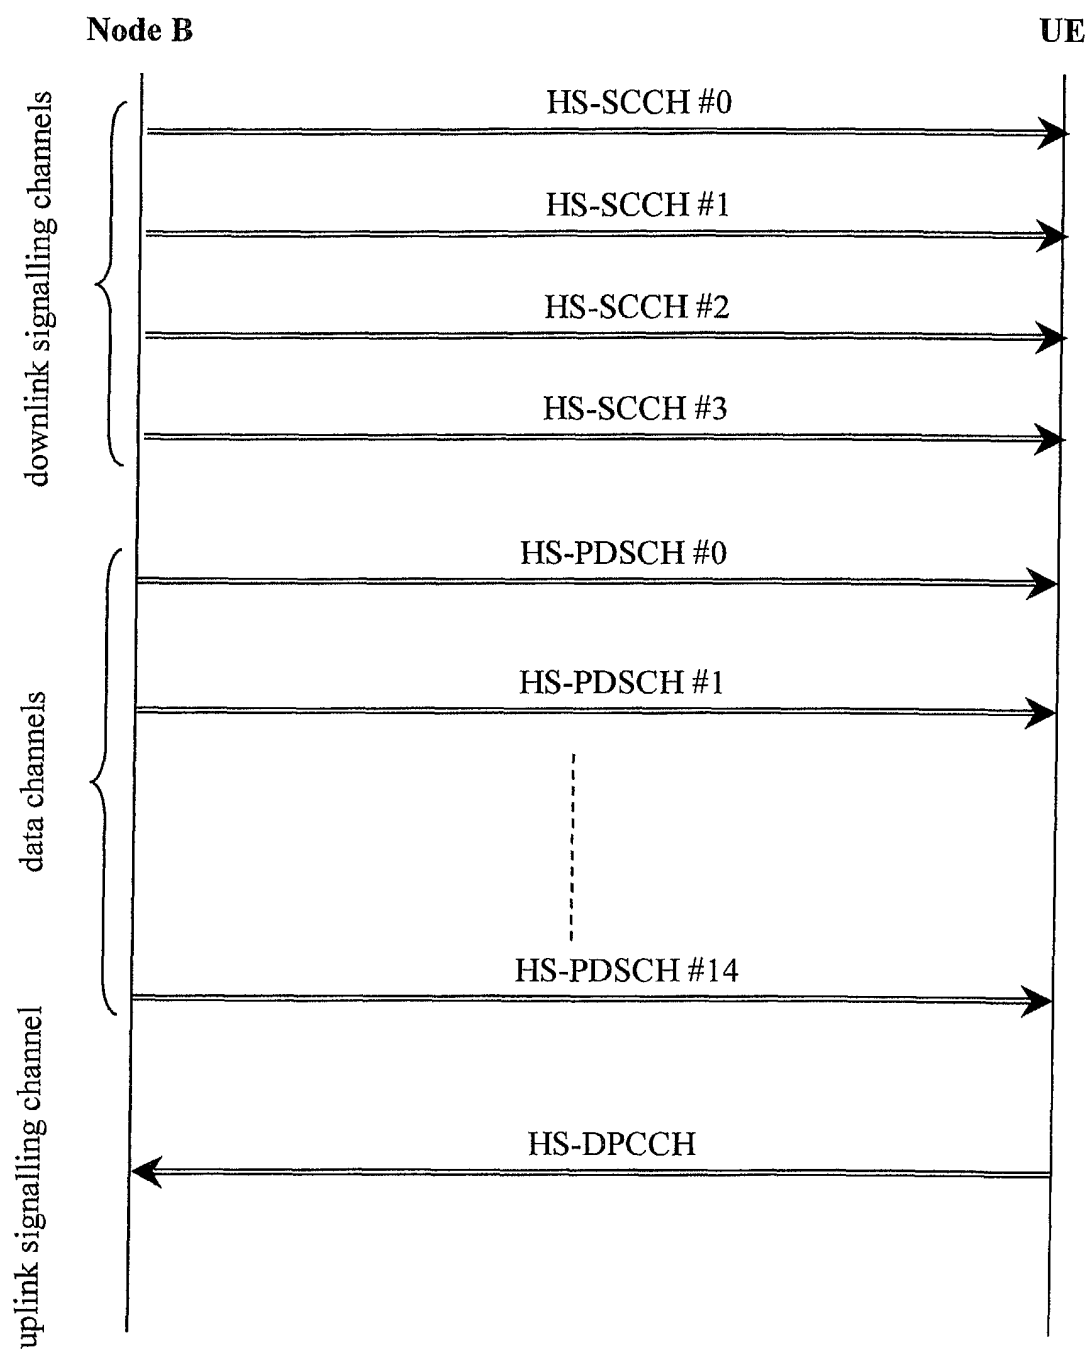 Node B
UE
downlink signalling channels
HS-SCCH #0
HS-SCCH #1
HS-SCCH #2
HS-SCCH #3
data channels
HS-PDSCH #0
HS-PDSCH #1
HS-PDSCH #14
uplink signalling channel
HS-DPCCH